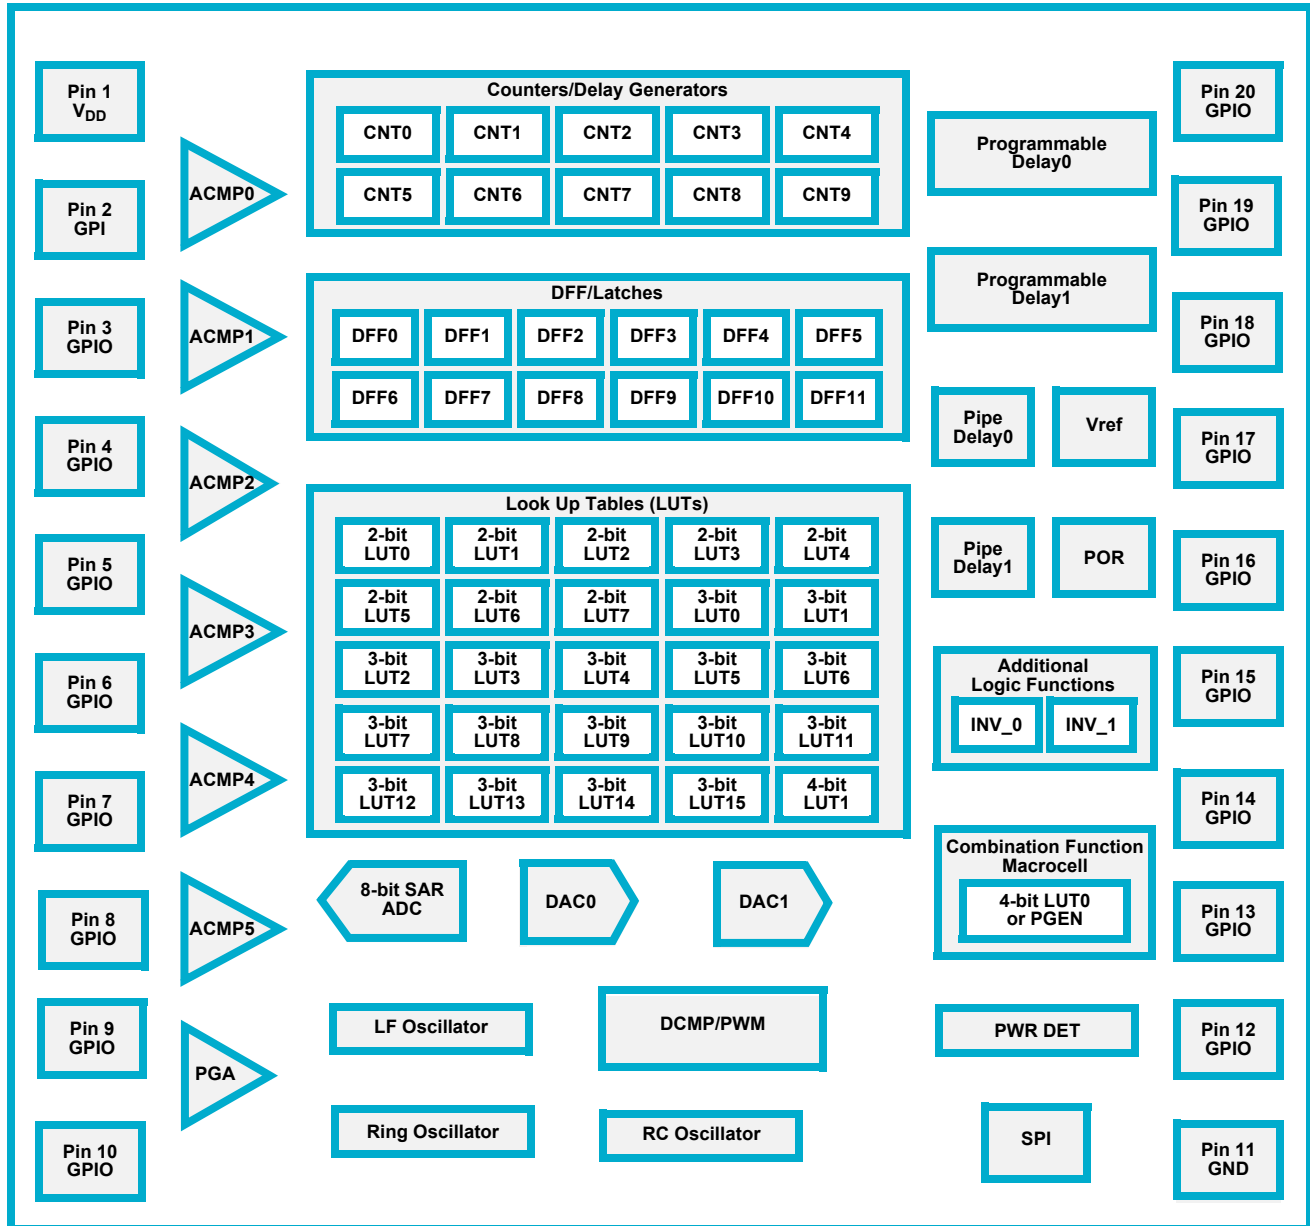 Pin 1
VDD
Pin 2
GPI
Pin 3
GPIO
Pin 4
GPIO
Pin 5
GPIO
Pin 6
GPIO
Pin 7
GPIO
Pin 8
GPIO
Pin 9
GPIO
Pin 10
GPIO
ACMP0
ACMP1
ACMP2
ACMP3
ACMP4
ACMP5
PGA
Counters/Delay Generators
CNT0 CNT1 CNT2 CNT3 CNT4
CNT5 CNT6 CNT7 CNT8 CNT9
DFF/Latches
DFF0 DFF1 DFF2 DFF3 DFF4 DFF5
DFF6 DFF7 DFF8 DFF9 DFF10 DFF11
Look Up Tables (LUTs)
2-bit 2-bit 2-bit 2-bit 2-bit
LUT0 LUT1 LUT2 LUT3 LUT4
2-bit 2-bit 2-bit 3-bit 3-bit
LUT5 LUT6 LUT7 LUT0 LUT1
3-bit 3-bit 3-bit 3-bit 3-bit
LUT2 LUT3 LUT4 LUT5 LUT6
3-bit 3-bit 3-bit 3-bit 3-bit
LUT7 LUT8 LUT9 LUT10 LUT11
3-bit 3-bit 3-bit 3-bit 4-bit
LUT12 LUT13 LUT14 LUT15 LUT1
8-bit SAR
ADC
DAC0
DAC1
LF Oscillator
DCMP/PWM
Ring Oscillator
RC Oscillator
Programmable
Delay0
Programmable
Delay1
Pipe
Delay0
Vref
Pipe
Delay1
POR
Additional
Logic Functions
INV_0 INV_1
Combination Function
Macrocell
4-bit LUT0
or PGEN
PWR DET
SPI
Pin 20
GPIO
Pin 19
GPIO
Pin 18
GPIO
Pin 17
GPIO
Pin 16
GPIO
Pin 15
GPIO
Pin 14
GPIO
Pin 13
GPIO
Pin 12
GPIO
Pin 11
GND